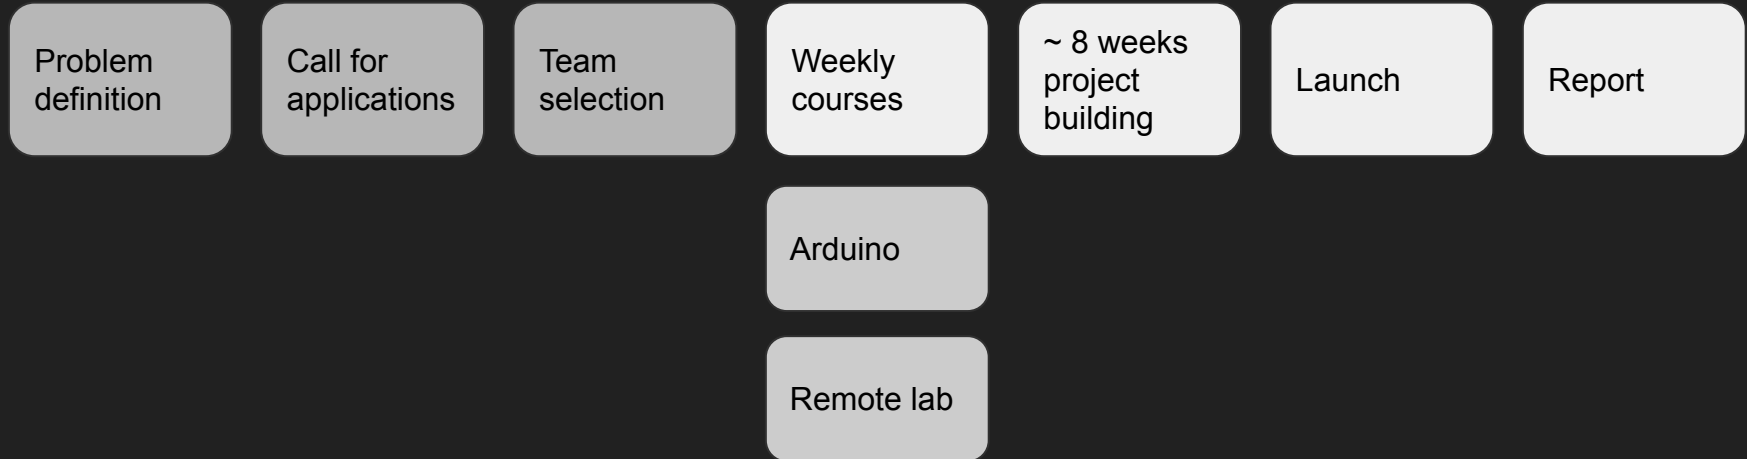 Problem
definition
Call for
applications
Team
selection
Weekly
courses
~ 8 weeks
project
building
Launch
Report
Arduino
Remote lab